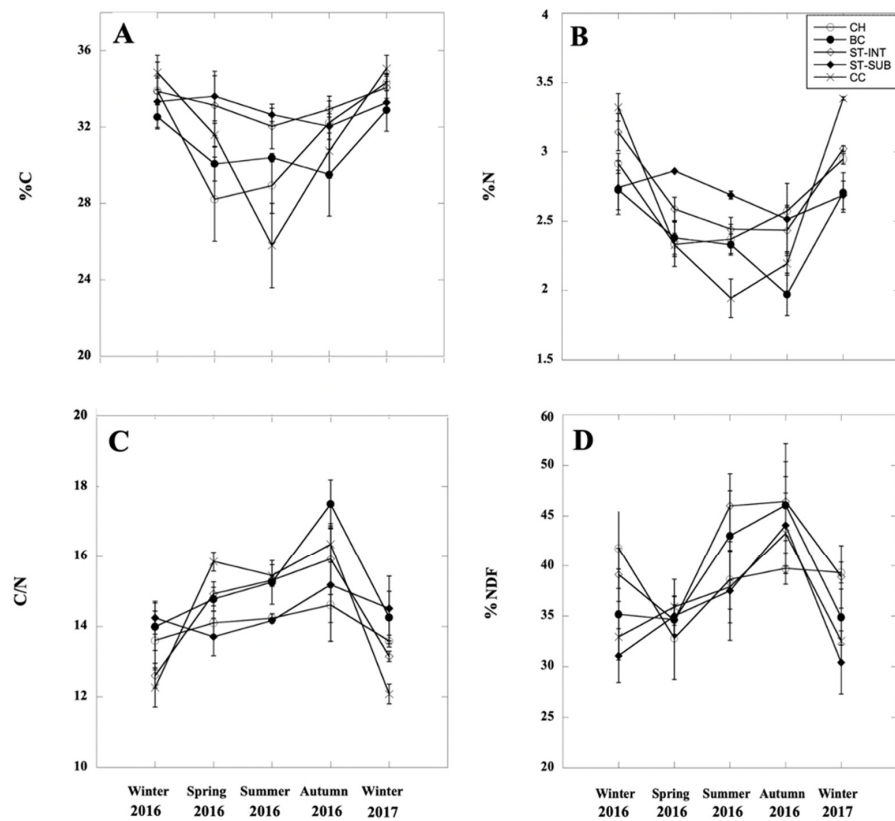 A
%C
36
32
28
24
20
B
%N
4
3.5
3
2.5
2
1.5
CH
BC
ST-INT
ST-SUB
CC
C
C/N
20
18
16
14
12
10
D
%NDF
60
50
45
40
35
30
25
20
Winter Spring Summer Autumn Winter
2016 2016 2016 2016 2017
Winter Spring Summer Autumn Winter
2016 2016 2016 2016 2017